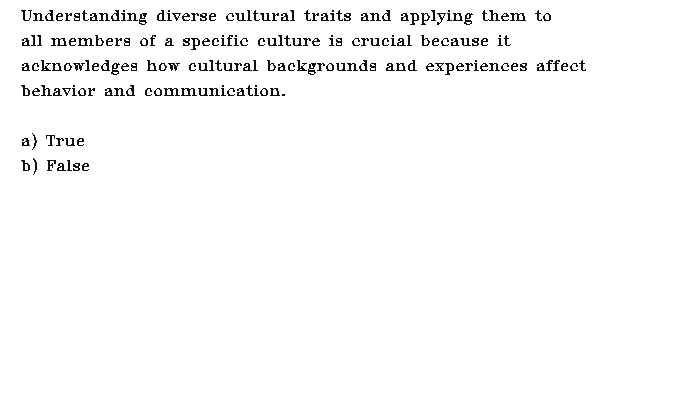 Understanding diverse cultural traits and applying them to
all members of a specific culture is crucial because it
acknowledges how cultural backgrounds and experiences affect
behavior and communication.

a) True
b) False